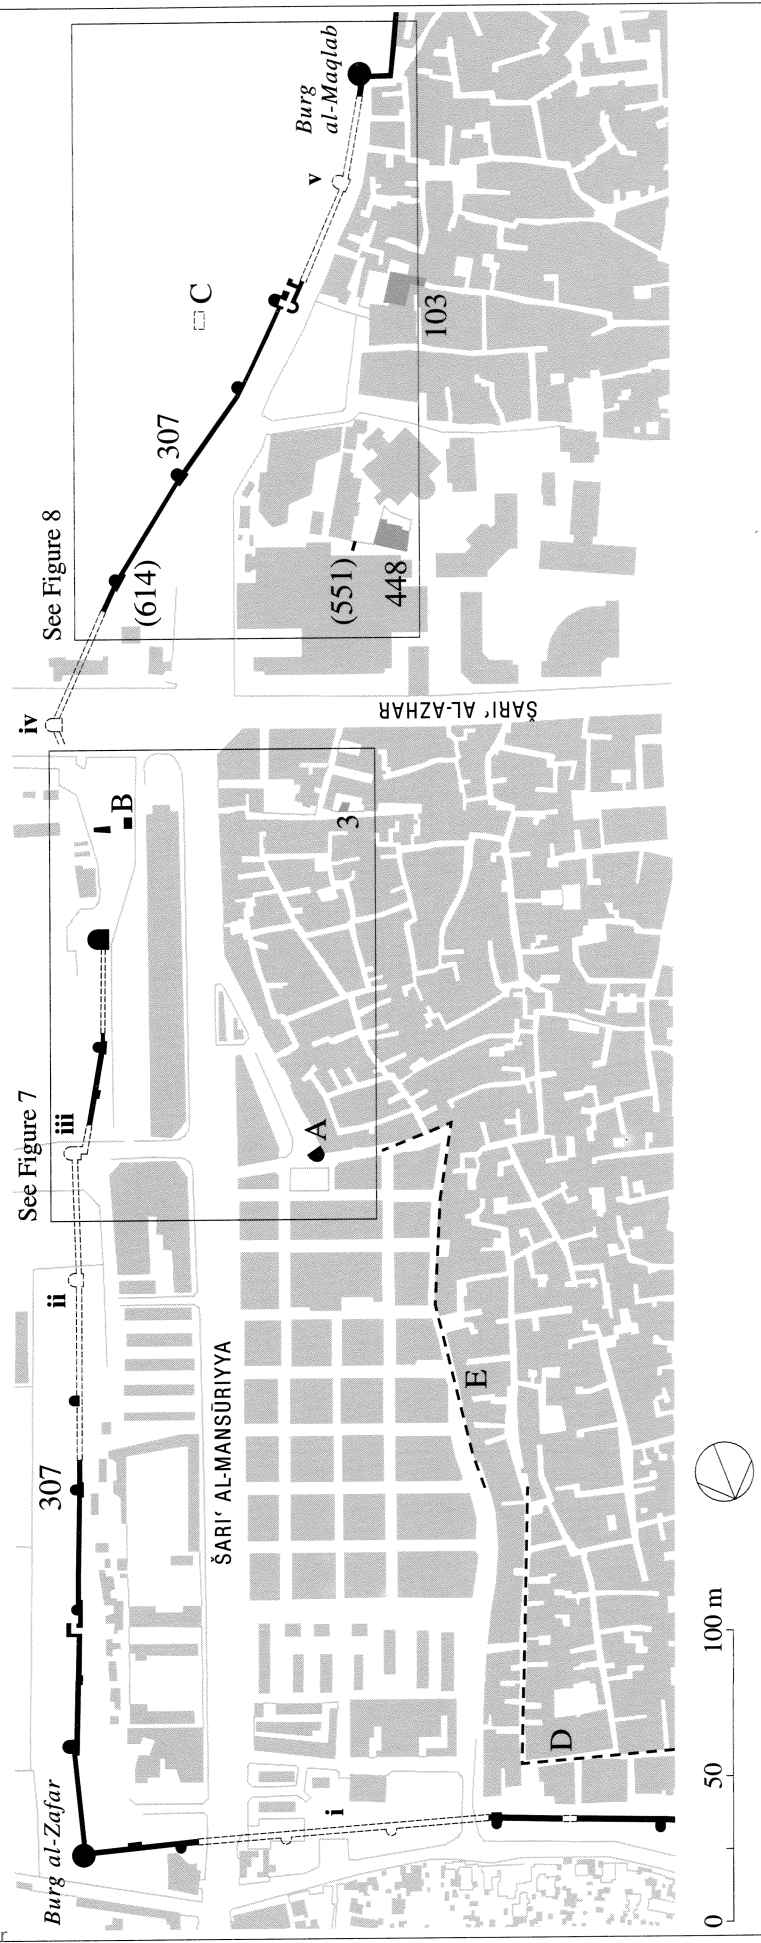 Burg al-Zafar
307
ii
See Figure 7
iii
B
iv
See Figure 8
(614)
307
C
v
Burg
al-Maqlab
ŠARIʿ AL-MANSŪRIYYA
i
A
3
ŠARIʿ AL-AZHAR
(551)
448
103
D
E
0
50
100 m
r